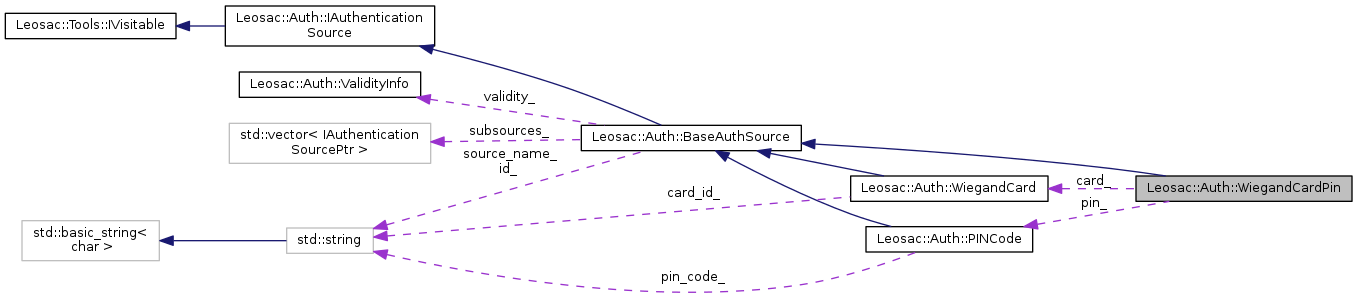 Leosac::Tools::IVisitable
Leosac::Auth::IAuthentication
Source
Leosac::Auth::ValidityInfo
validity_
std::vector< IAuthentication
SourcePtr >
subsources_
Leosac::Auth::BaseAuthSource
source_name_
id_
card_id_
Leosac::Auth::WiegandCard
card_
Leosac::Auth::WiegandCardPin
pin_
std::basic_string<
char >
std::string
Leosac::Auth::PINCode
pin_code_